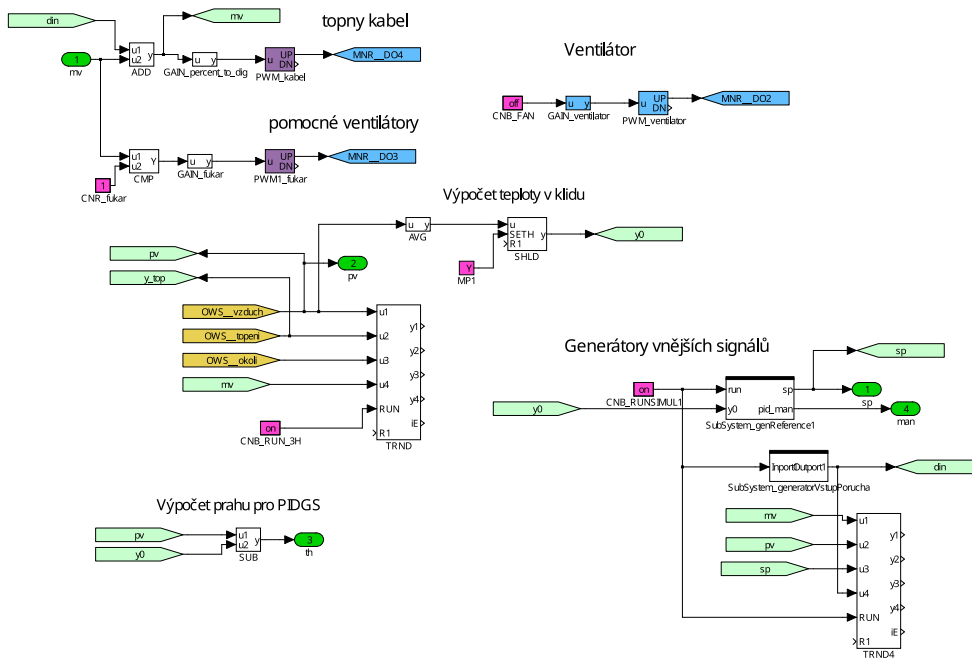 din
mv
topny kabel
u1
u2
y
1
mv
ADD
u y
GAIN_percent_to_dig
u UP
DN
PWM_kabel
MNR__DO4
Ventilátor
off
CNB_FAN
u y
GAIN_ventilator
u UP
DN
PWM_ventilator
MNR__DO2
pomocné ventilátory
u1
u2
Y
CMP
1
CNR_fukar
u y
GAIN_fukar
u UP
DN
PWM1_fukar
MNR__DO3
Výpočet teploty v klidu
u y
AVG
u
SETH y
R1
SHLD
y0
Y
MP1
pv
2
pv
y_top
OWS__vzduch
OWS__topeni
OWS__okoli
mv
on
CNB_RUN_3H
u1
u2
u3
u4
RUN
R1
y1
y2
y3
y4
iE
TRND
Generátory vnějších signálů
on
CNB_RUNSIMUL1
y0
run sp
y0 pid_man
SubSystem_genReference1
sp
1
sp
4
man
InportOutport1
SubSystem_generatorVstupPorucha
din
mv
pv
sp
u1
u2
u3
u4
RUN
R1
y1
y2
y3
y4
iE
TRND4
Výpočet prahu pro PIDGS
pv
y0
u1
u2
y
SUB
3
th